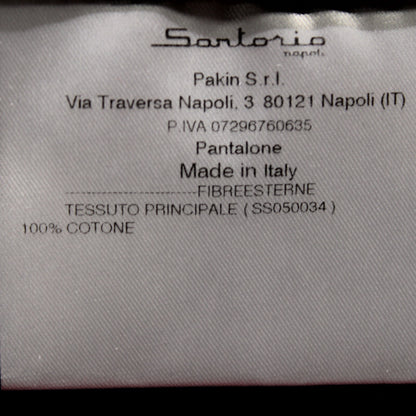 Sartorio
napoli
Pakin S.r.l.
Via Traversa Napoli, 3 80121 Napoli (IT)
P.IVA 07296760635
Pantalone
Made in Italy
------------------------FIBREESTERNE
TESSUTO PRINCIPALE ( SS050034 )
100% COTONE